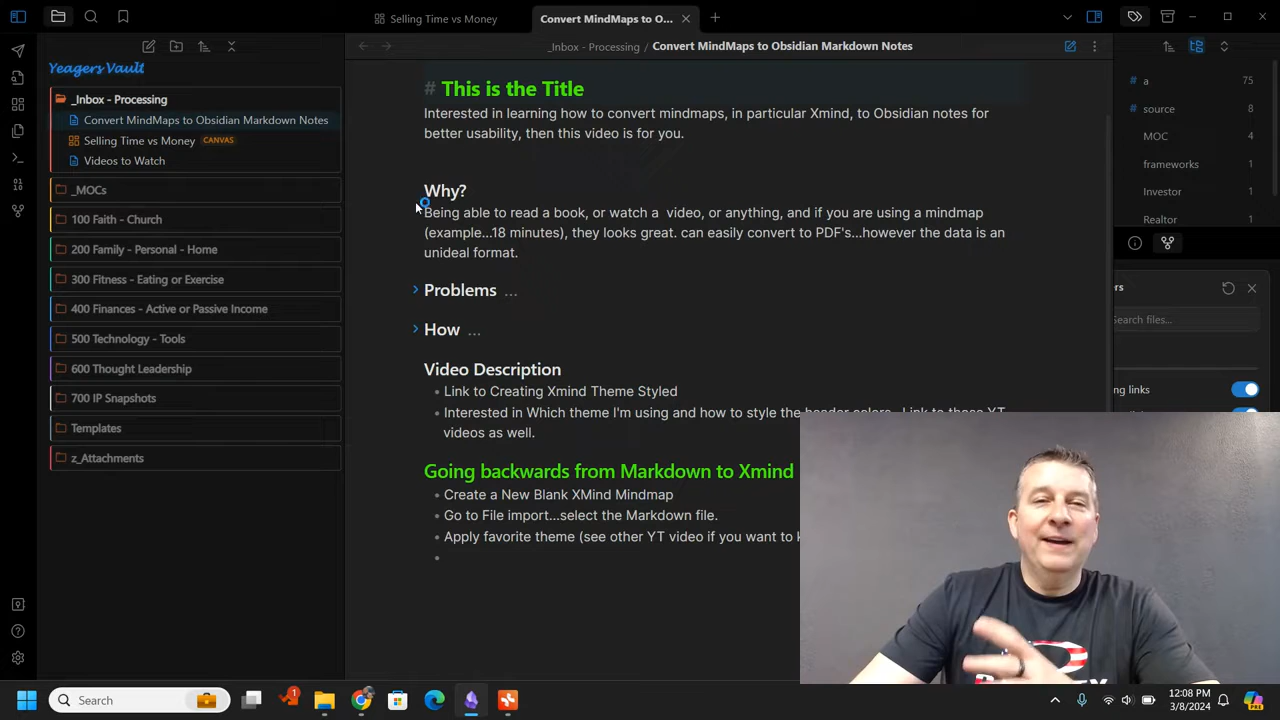 Selling Time vs Money
Convert MindMaps to O...
_Inbox - Processing / Convert MindMaps to Obsidian Markdown Notes
Yeagers Vault
_Inbox - Processing
Convert MindMaps to Obsidian Markdown Notes
Selling Time vs Money CANVAS
Videos to Watch
_MOCs
100 Faith - Church
200 Family - Personal - Home
300 Fitness - Eating or Exercise
400 Finances - Active or Passive Income
500 Technology - Tools
600 Thought Leadership
700 IP Snapshots
Templates
z_Attachments
# This is the Title
Interested in learning how to convert mindmaps, in particular Xmind, to Obsidian notes for
better usability, then this video is for you.
Why?
Being able to read a book, or watch a video, or anything, and if you are using a mindmap
(example...18 minutes), they looks great. can easily convert to PDF's...however the data is an
unideal format.
Problems ...
How ...
Video Description
Link to Creating Xmind Theme Styled
Interested in Which theme I'm using and how to style the header colors...Link to those YT
videos as well.
Going backwards from Markdown to Xmind
Create a New Blank XMind Mindmap
Go to File import...select the Markdown file.
Apply favorite theme (see other YT video if you want to k
a 75
source 8
MOC 4
frameworks 1
Investor 1
Realtor 1
ers
Search files...
ng links
Search
12:08 PM
3/8/2024